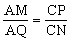 AM/AQ = CP/CN